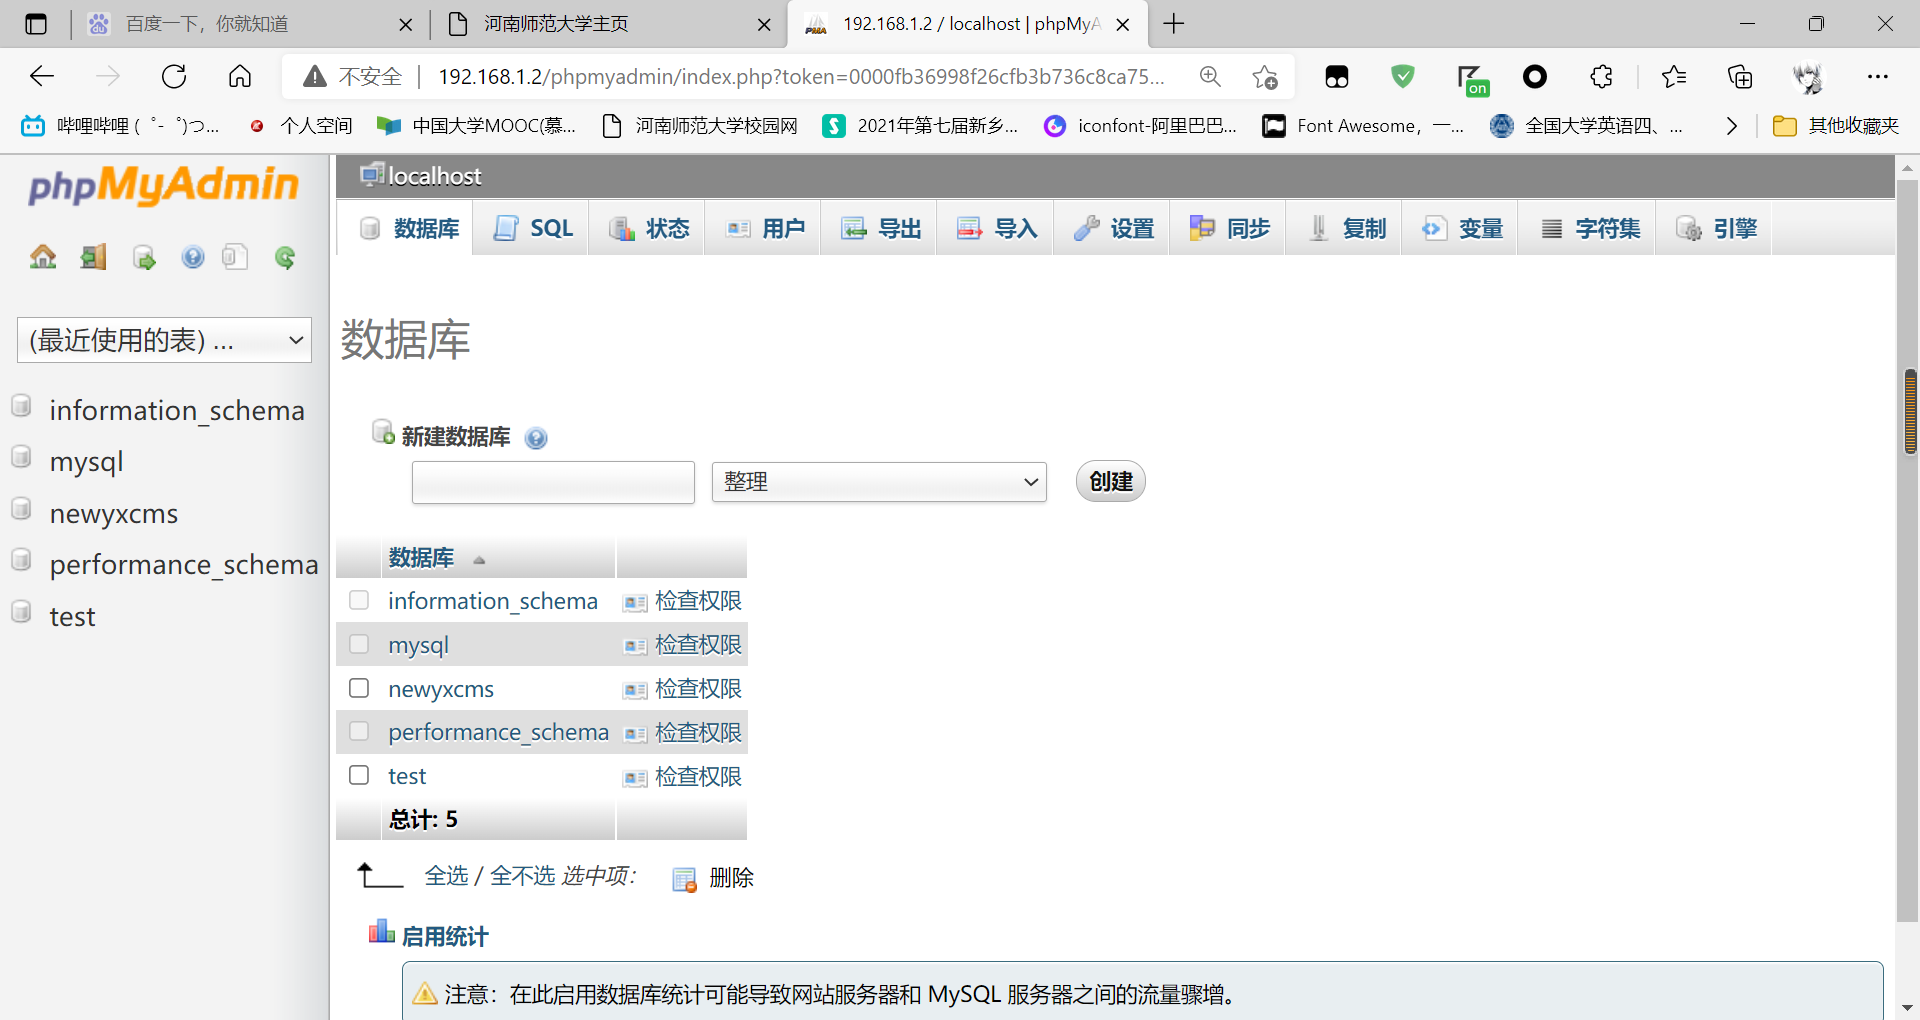 百度一下，你就知道
河南师范大学主页
192.168.1.2 / localhost | phpMyA
不安全
192.168.1.2/phpmyadmin/index.php?token=0000fb36998f26cfb3b736c8ca75...
on
哔哩哔哩 ( ゜- ゜)つ...
个人空间
中国大学MOOC(慕...
河南师范大学校园网
2021年第七届新乡...
iconfont-阿里巴巴...
Font Awesome，一...
全国大学英语四、...
其他收藏夹
phpMyAdmin
localhost
数据库
SQL
状态
用户
导出
导入
设置
同步
复制
变量
字符集
引擎
(最近使用的表) ...
information_schema
mysql
newyxcms
performance_schema
test
数据库
新建数据库
整理
创建
数据库
information_schema 检查权限
mysql 检查权限
newyxcms 检查权限
performance_schema 检查权限
test 检查权限
总计: 5
全选 / 全不选 选中项：
删除
启用统计
注意：在此启用数据库统计可能导致网站服务器和 MySQL 服务器之间的流量骤增。